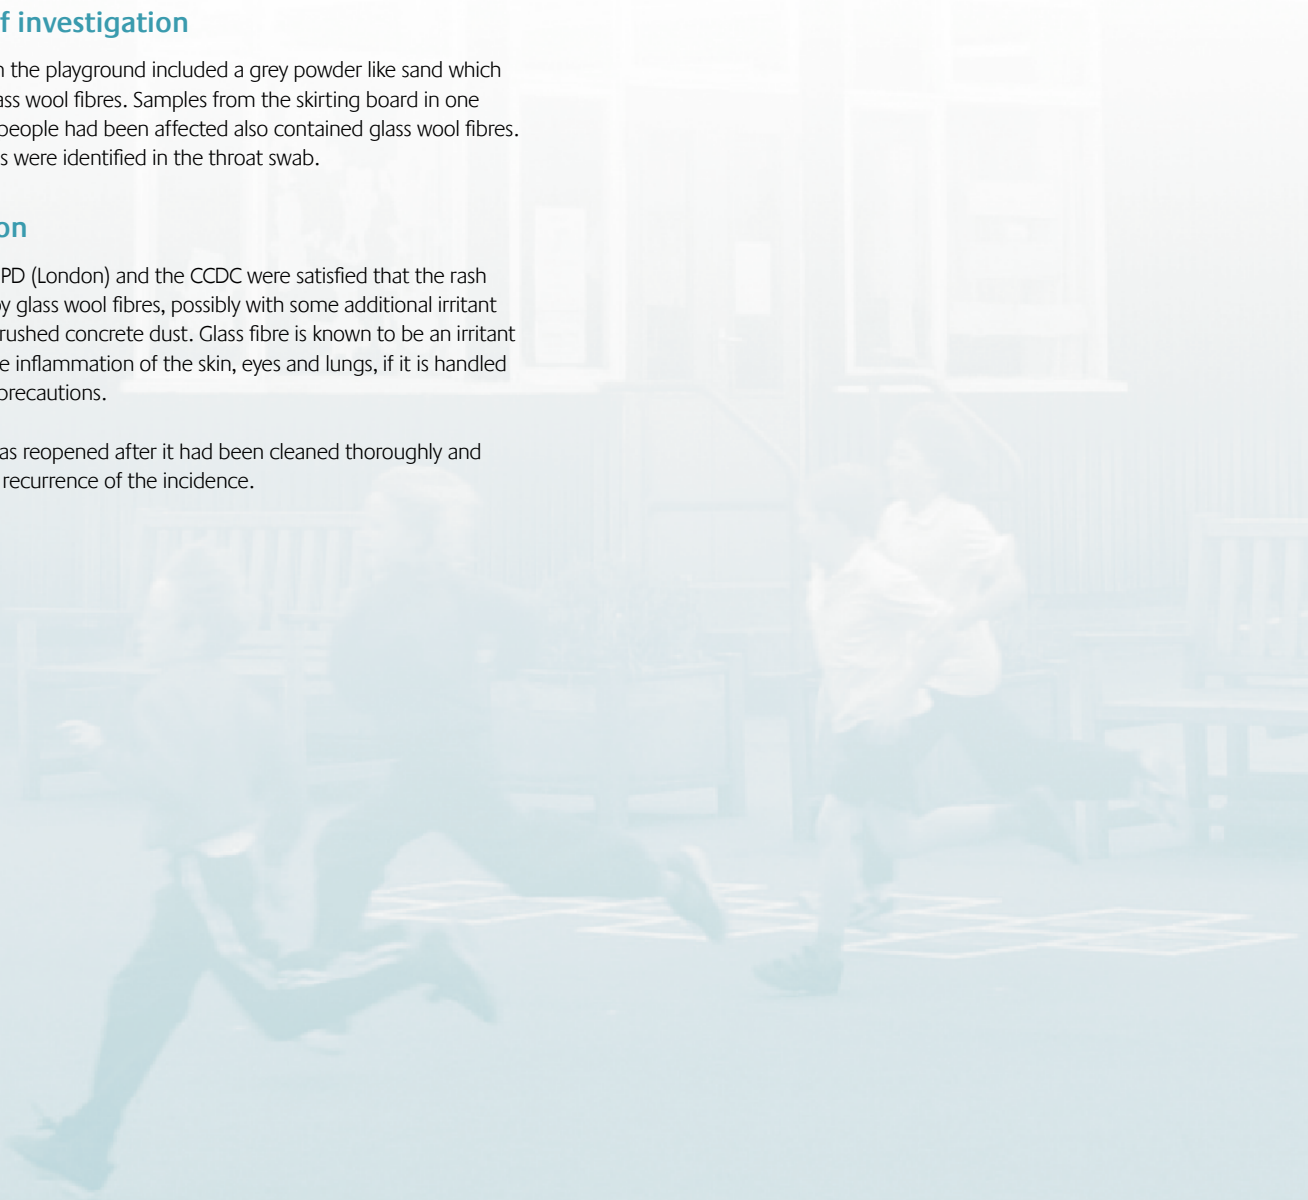 f investigation
n the playground included a grey powder like sand which
ass wool fibres. Samples from the skirting board in one
people had been affected also contained glass wool fibres.
s were identified in the throat swab.
on
PD (London) and the CCDC were satisfied that the rash
y glass wool fibres, possibly with some additional irritant
rushed concrete dust. Glass fibre is known to be an irritant
e inflammation of the skin, eyes and lungs, if it is handled
precautions.
as reopened after it had been cleaned thoroughly and
recurrence of the incidence.